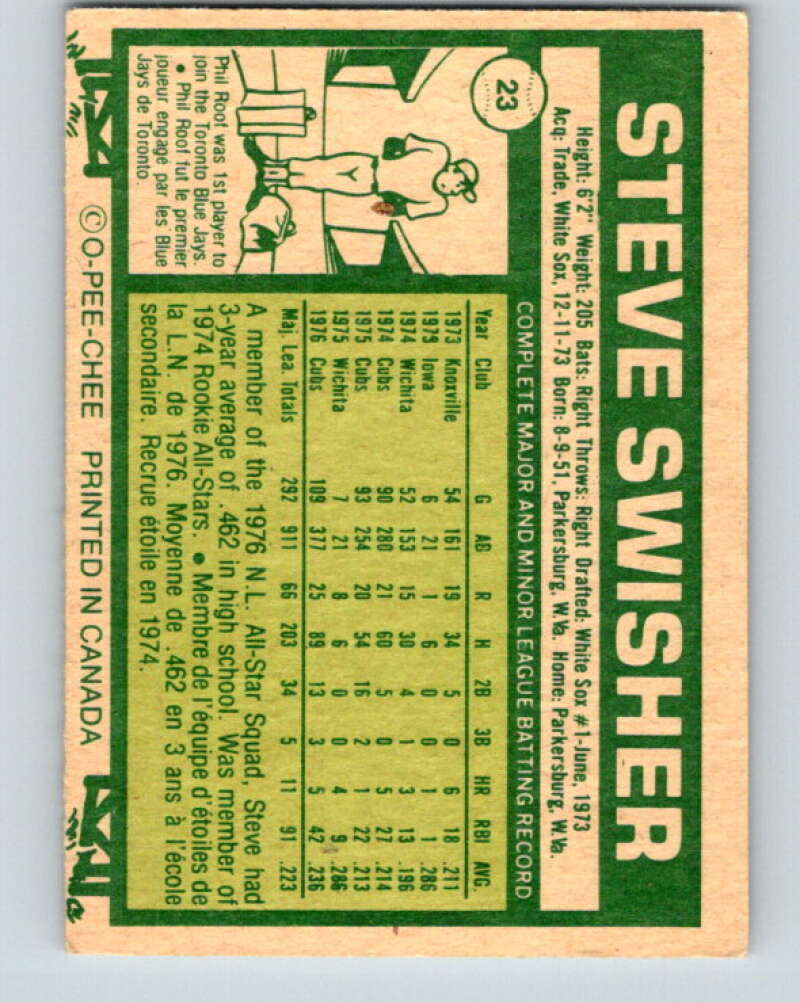 STEVE SWISHER
23
Height: 6'2" Weight: 205 Bats: Right Throws: Right Drafted: White Sox #1-June, 1973
Acq: Trade, White Sox, 12-11-73 Born: 8-9-51, Parkersburg, W.Va. Home: Parkersburg, W.Va.
COMPLETE MAJOR AND MINOR LEAGUE BATTING RECORD
Year Club G AB R H 2B 3B HR RBI AVG.
1973 Knoxville 54 161 19 34 5 0 6 18 .211
1973 Iowa 6 21 1 6 0 0 1 1 .286
1974 Wichita 52 153 15 30 4 1 3 13 .196
1974 Cubs 90 280 21 60 5 0 5 27 .214
1975 Cubs 93 254 20 54 16 2 1 22 .213
1975 Wichita 7 21 8 6 0 0 4 9 .286
1976 Cubs 109 377 25 89 13 3 5 42 .236
Maj. Lea. Totals 292 911 66 203 34 5 11 91 .223
A member of the 1976 N.L. All-Star Squad, Steve had
3-year average of .462 in high school. Was member of
1974 Rookie All-Stars. • Membre de l'équipe d'étoiles de
la L.N. de 1976. Moyenne de .462 en 3 ans à l'école
secondaire. Recrue étoile en 1974.
Phil Roof was 1st player to
join the Toronto Blue Jays.
• Phil Roof fut le premier
joueur engagé par les Blue
Jays de Toronto.
©O-PEE-CHEE PRINTED IN CANADA